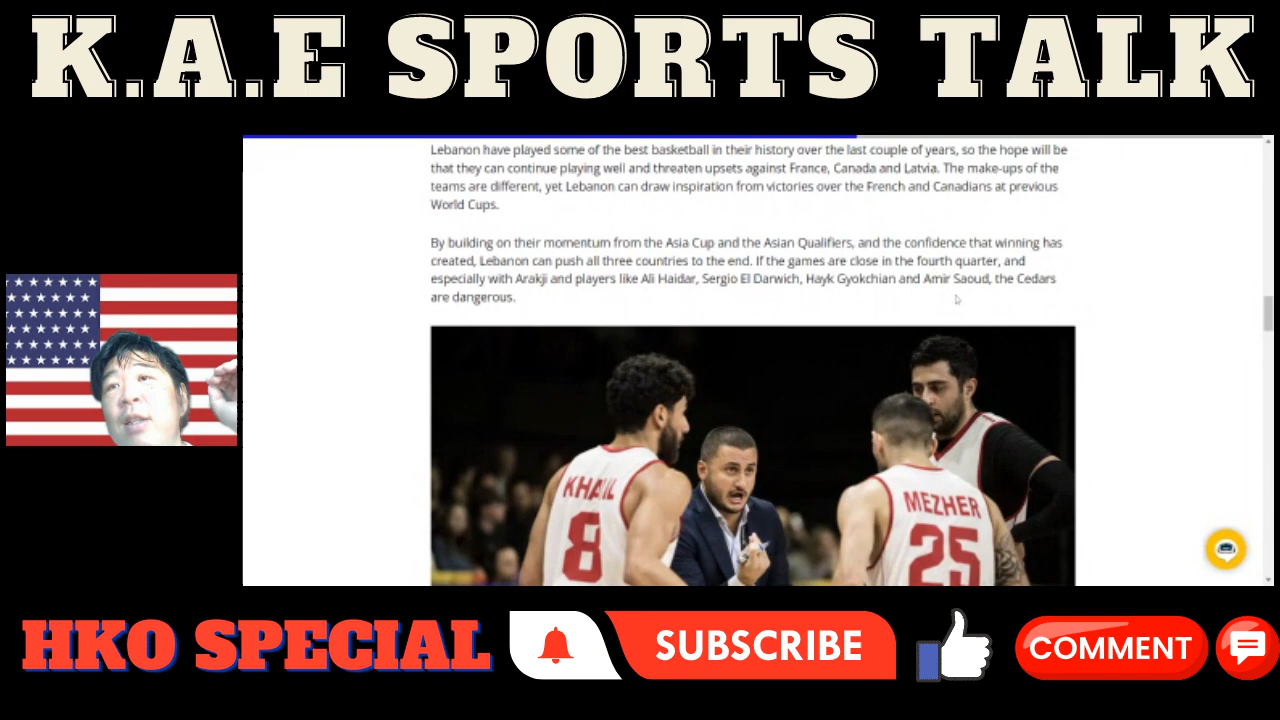 K.A.E SPORTS TALK
Lebanon have played some of the best basketball in their history over the last couple of years, so the hope will be
that they can continue playing well and threaten upsets against France, Canada and Latvia. The make-ups of the
teams are different, yet Lebanon can draw inspiration from victories over the French and Canadians at previous
World Cups.
By building on their momentum from the Asia Cup and the Asian Qualifiers, and the confidence that winning has
created, Lebanon can push all three countries to the end. If the games are close in the fourth quarter, and
especially with Arakji and players like Ali Haidar, Sergio El Darwich, Hayk Gyokchian and Amir Saoud, the Cedars
are dangerous.
KHALIL
8
MEZHER
25
HKO SPECIAL
SUBSCRIBE
COMMENT